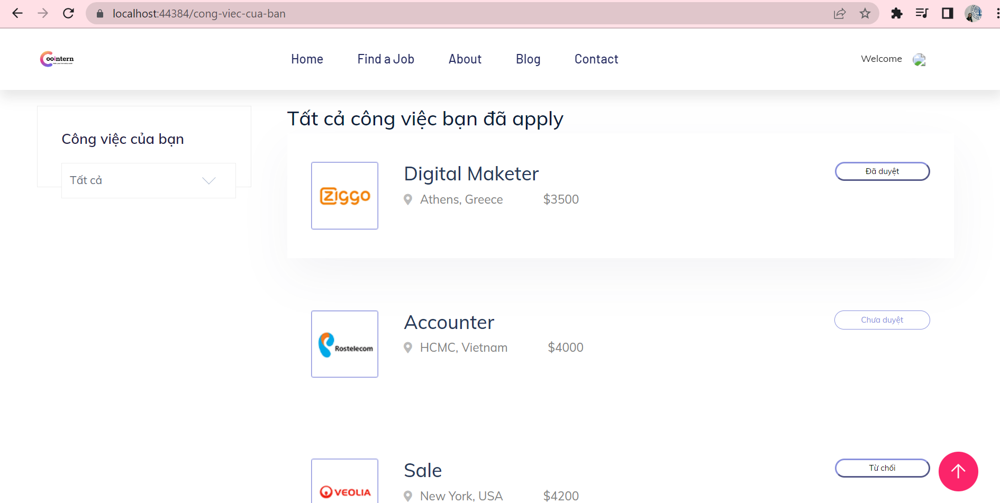 localhost:44384/cong-viec-cua-ban
oointern
Home Find a Job About Blog Contact
Welcome
Công việc của bạn
Tất cả
Tất cả công việc bạn đã apply
ziggo
Digital Maketer
Đã duyệt
Athens, Greece $3500
Rostelecom
Accounter
Chưa duyệt
HCMC, Vietnam $4000
VEOLIA
Sale
Từ chối
New York, USA $4200